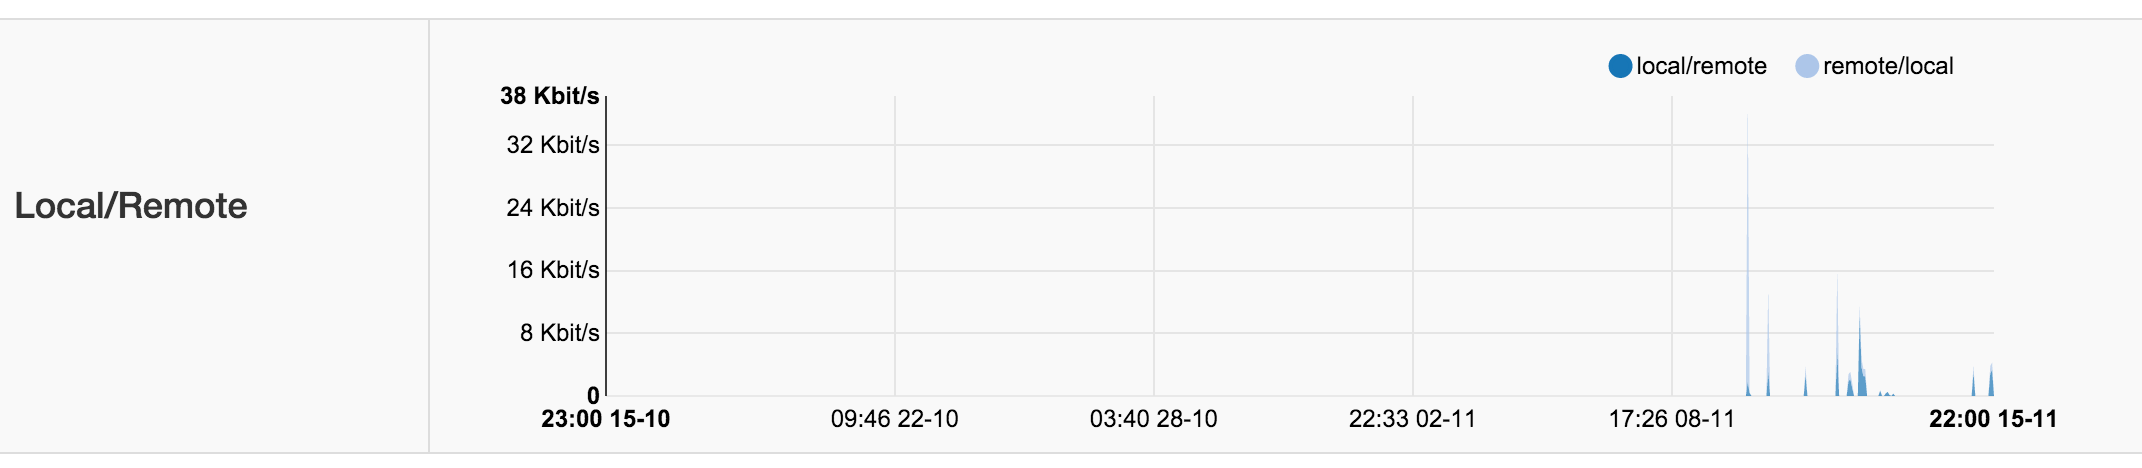 local/remote remote/local
38 Kbit/s
32 Kbit/s
24 Kbit/s
Local/Remote
16 Kbit/s
8 Kbit/s
0
23:00 15-10 09:46 22-10 03:40 28-10 22:33 02-11 17:26 08-11 22:00 15-11